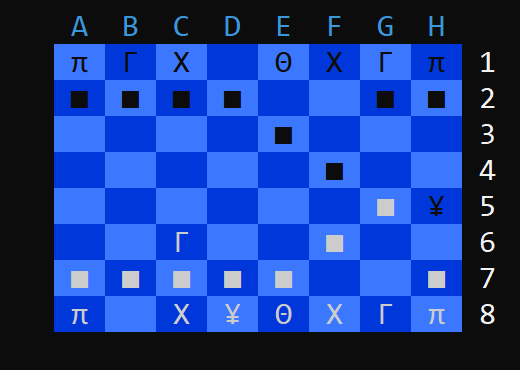 A B C D E F G H
π Γ Χ Θ Χ Γ π 1
■ ■ ■ ■ ■ ■ 2
■ 3
■ 4
■ ¥ 5
Γ ■ 6
■ ■ ■ ■ ■ ■ 7
π Χ ¥ Θ Χ Γ π 8